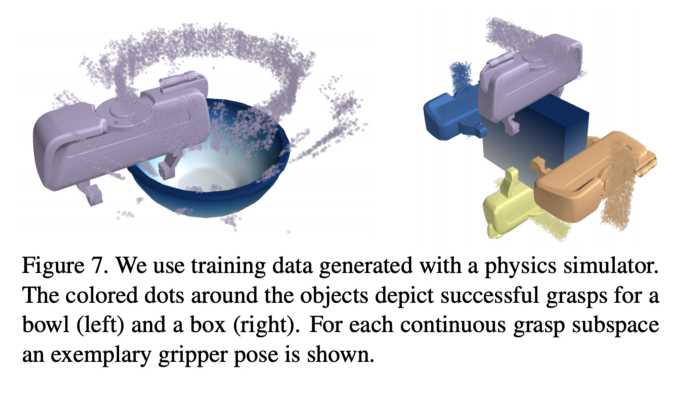 Figure 7. We use training data generated with a physics simulator.
The colored dots around the objects depict successful grasps for a
bowl (left) and a box (right). For each continuous grasp subspace
an exemplary gripper pose is shown.